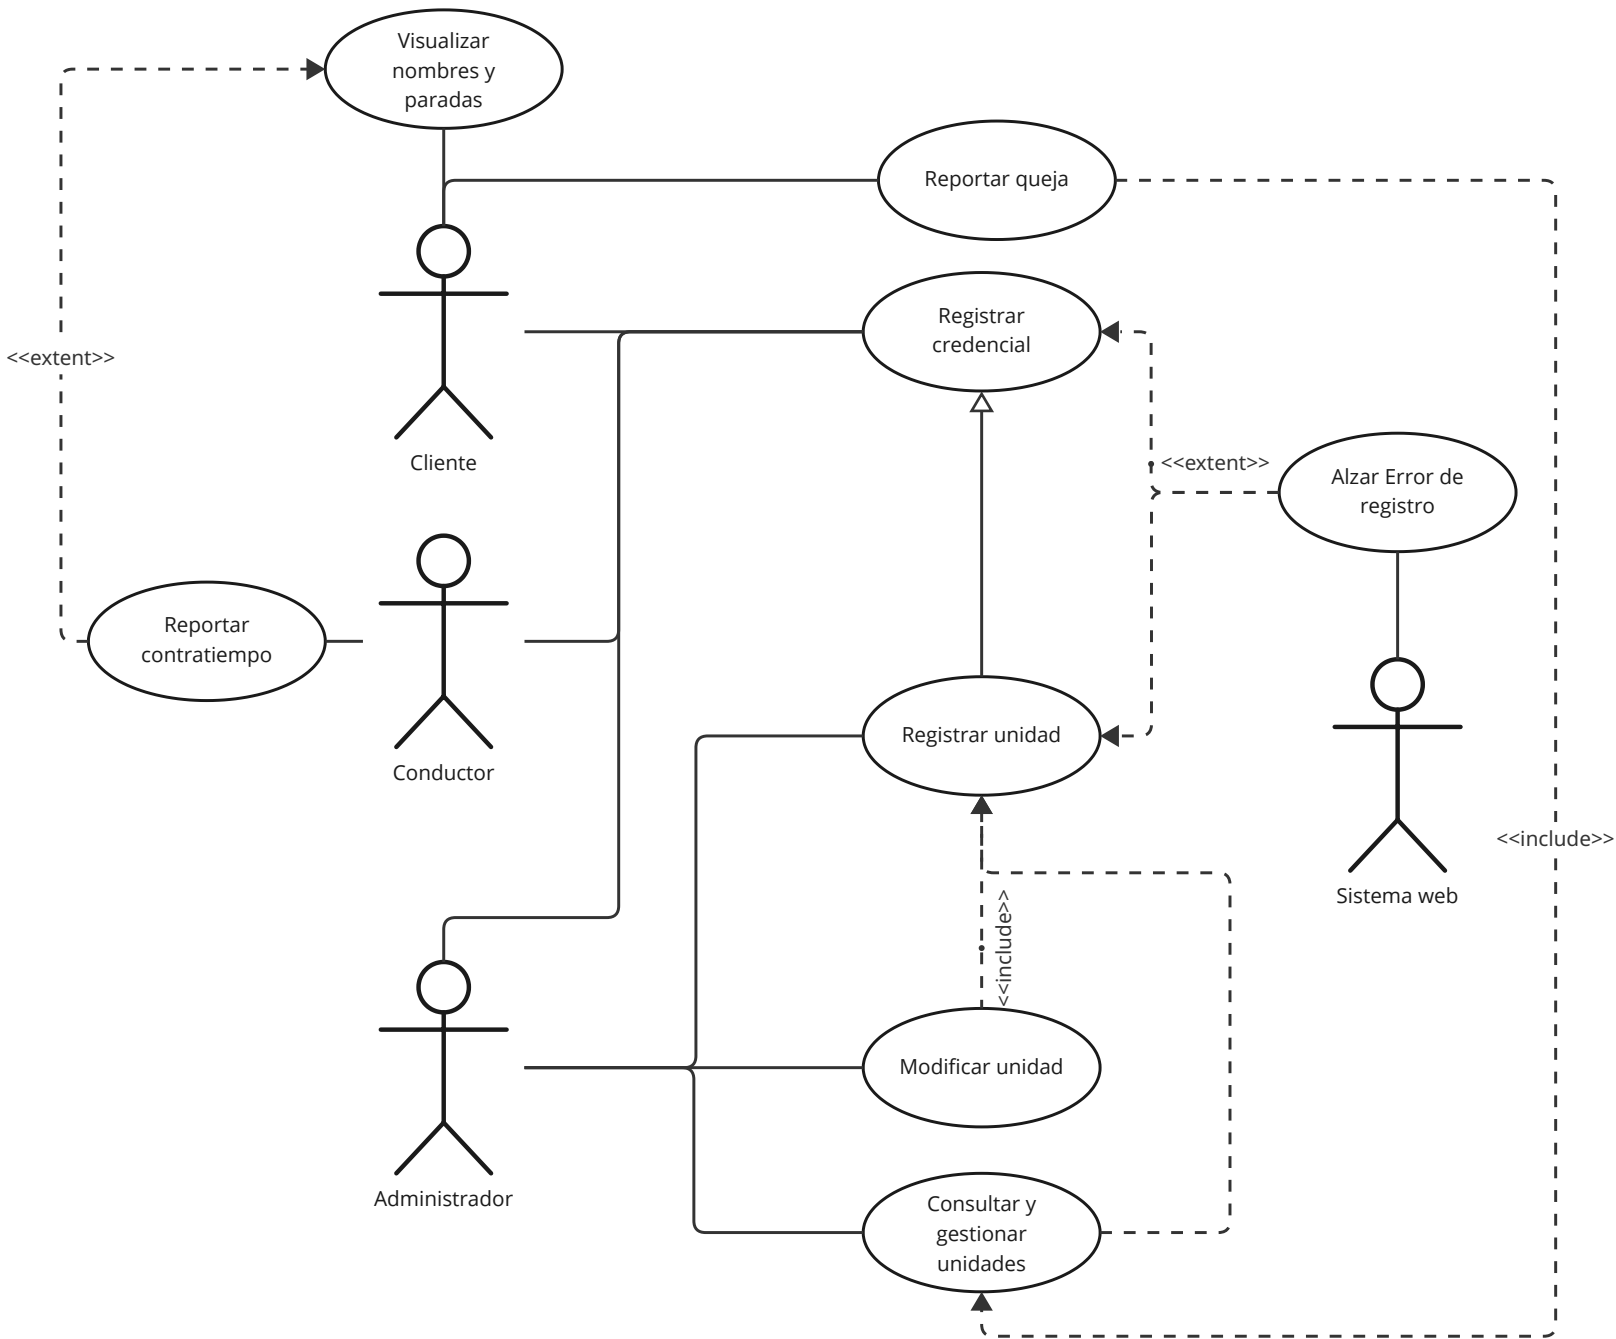 Visualizar
nombres y
paradas
Reportar queja
Registrar
credencial
<<extent>>
Cliente
<<extent>>
Alzar Error de
registro
Reportar
contratiempo
Conductor
Registrar unidad
<<include>>
Sistema web
<<include>>
Modificar unidad
Administrador
Consultar y
gestionar
unidades